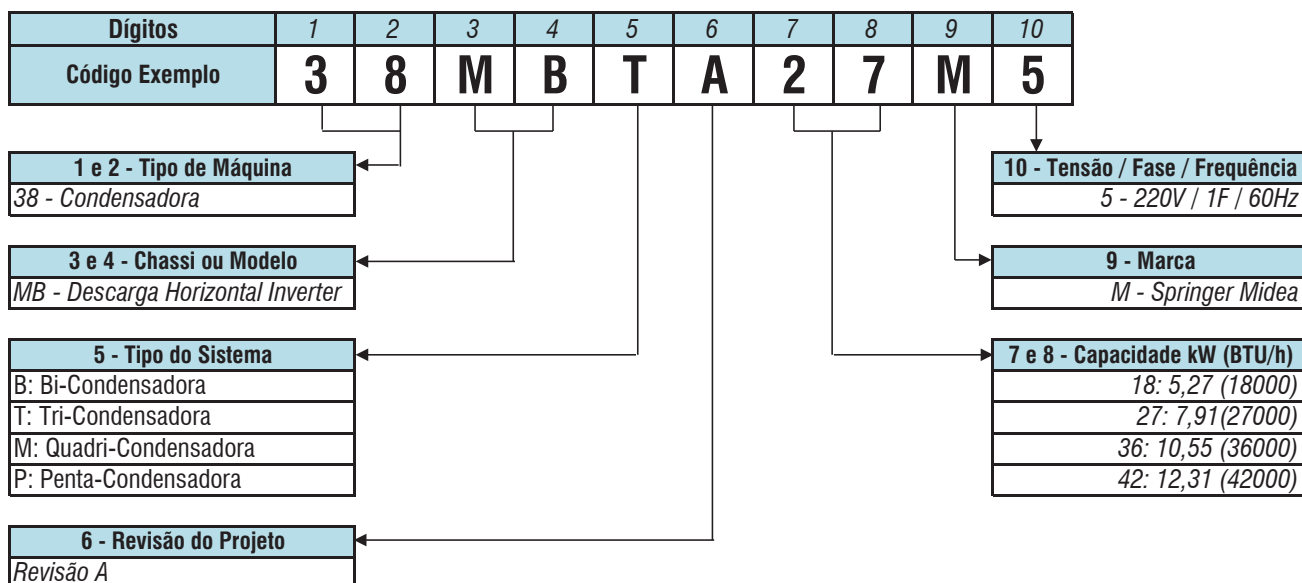 Dígitos 1 2 3 4 5 6 7 8 9 10
Código Exemplo 3 8 M B T A 2 7 M 5
1 e 2 - Tipo de Máquina
38 - Condensadora
3 e 4 - Chassi ou Modelo
MB - Descarga Horizontal Inverter
5 - Tipo do Sistema
B: Bi-Condensadora
T: Tri-Condensadora
M: Quadri-Condensadora
P: Penta-Condensadora
6 - Revisão do Projeto
Revisão A
10 - Tensão / Fase / Frequência
5 - 220V / 1F / 60Hz
9 - Marca
M - Springer Midea
7 e 8 - Capacidade kW (BTU/h)
18: 5,27 (18000)
27: 7,91(27000)
36: 10,55 (36000)
42: 12,31 (42000)